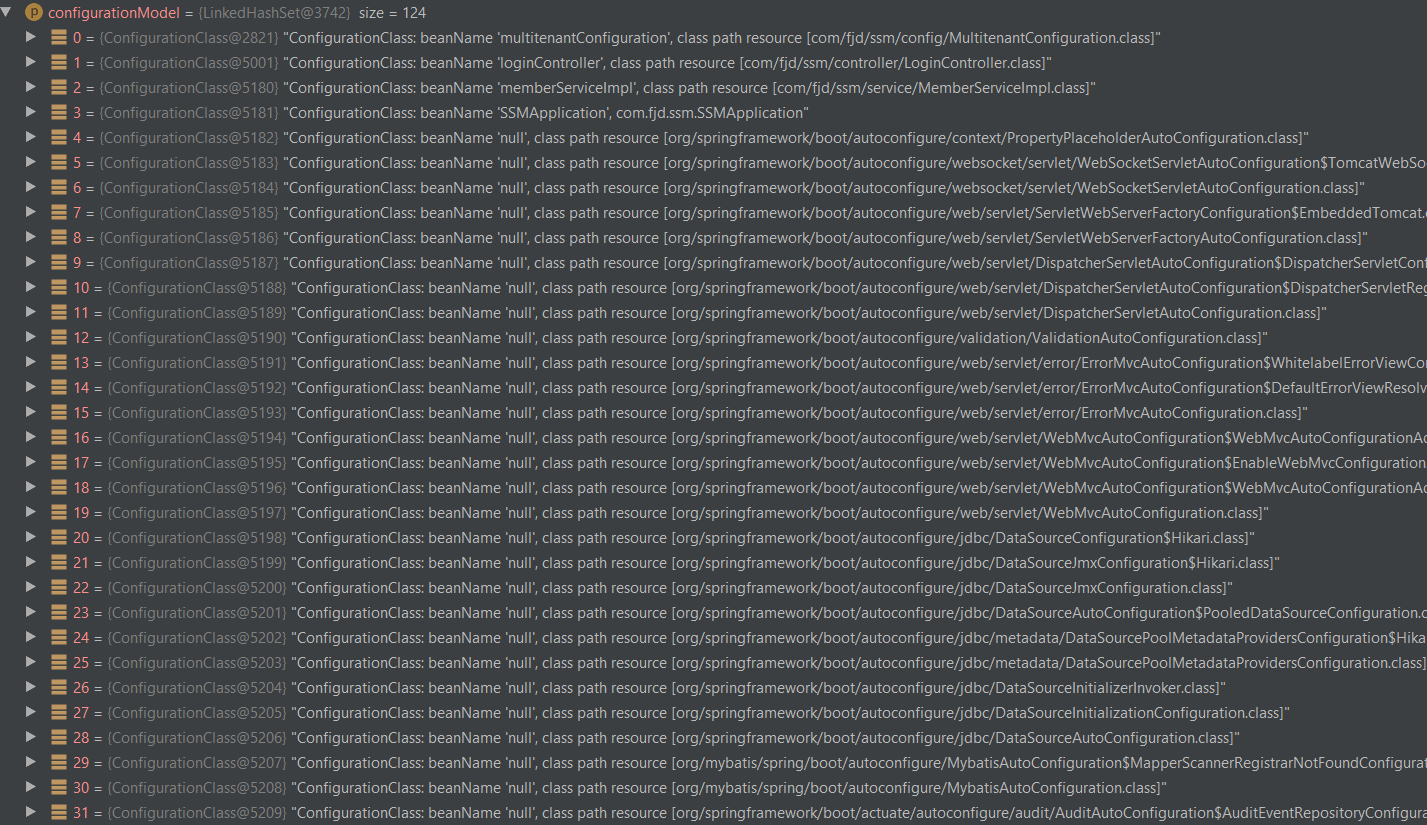 p configurationModel = {LinkedHashSet@3742} size = 124
0 = {ConfigurationClass@2821} "ConfigurationClass: beanName 'multitenantConfiguration', class path resource [com/fjd/ssm/config/MultitenantConfiguration.class]"
1 = {ConfigurationClass@5001} "ConfigurationClass: beanName 'loginController', class path resource [com/fjd/ssm/controller/LoginController.class]"
2 = {ConfigurationClass@5180} "ConfigurationClass: beanName 'memberServiceImpl', class path resource [com/fjd/ssm/service/MemberServiceImpl.class]"
3 = {ConfigurationClass@5181} "ConfigurationClass: beanName 'SSMApplication', com.fjd.ssm.SSMApplication"
4 = {ConfigurationClass@5182} "ConfigurationClass: beanName 'null', class path resource [org/springframework/boot/autoconfigure/context/PropertyPlaceholderAutoConfiguration.class]"
5 = {ConfigurationClass@5183} "ConfigurationClass: beanName 'null', class path resource [org/springframework/boot/autoconfigure/websocket/servlet/WebSocketServletAutoConfiguration$TomcatWebSo
6 = {ConfigurationClass@5184} "ConfigurationClass: beanName 'null', class path resource [org/springframework/boot/autoconfigure/websocket/servlet/WebSocketServletAutoConfiguration.class]"
7 = {ConfigurationClass@5185} "ConfigurationClass: beanName 'null', class path resource [org/springframework/boot/autoconfigure/web/servlet/ServletWebServerFactoryConfiguration$EmbeddedTomcat.
8 = {ConfigurationClass@5186} "ConfigurationClass: beanName 'null', class path resource [org/springframework/boot/autoconfigure/web/servlet/ServletWebServerFactoryAutoConfiguration.class]"
9 = {ConfigurationClass@5187} "ConfigurationClass: beanName 'null', class path resource [org/springframework/boot/autoconfigure/web/servlet/DispatcherServletAutoConfiguration$DispatcherServletConf
10 = {ConfigurationClass@5188} "ConfigurationClass: beanName 'null', class path resource [org/springframework/boot/autoconfigure/web/servlet/DispatcherServletAutoConfiguration$DispatcherServletReg
11 = {ConfigurationClass@5189} "ConfigurationClass: beanName 'null', class path resource [org/springframework/boot/autoconfigure/web/servlet/DispatcherServletAutoConfiguration.class]"
12 = {ConfigurationClass@5190} "ConfigurationClass: beanName 'null', class path resource [org/springframework/boot/autoconfigure/validation/ValidationAutoConfiguration.class]"
13 = {ConfigurationClass@5191} "ConfigurationClass: beanName 'null', class path resource [org/springframework/boot/autoconfigure/web/servlet/error/ErrorMvcAutoConfiguration$WhitelabelErrorViewCo
14 = {ConfigurationClass@5192} "ConfigurationClass: beanName 'null', class path resource [org/springframework/boot/autoconfigure/web/servlet/error/ErrorMvcAutoConfiguration$DefaultErrorViewResolv
15 = {ConfigurationClass@5193} "ConfigurationClass: beanName 'null', class path resource [org/springframework/boot/autoconfigure/web/servlet/error/ErrorMvcAutoConfiguration.class]"
16 = {ConfigurationClass@5194} "ConfigurationClass: beanName 'null', class path resource [org/springframework/boot/autoconfigure/web/servlet/WebMvcAutoConfiguration$WebMvcAutoConfigurationAc
17 = {ConfigurationClass@5195} "ConfigurationClass: beanName 'null', class path resource [org/springframework/boot/autoconfigure/web/servlet/WebMvcAutoConfiguration$EnableWebMvcConfiguration.
18 = {ConfigurationClass@5196} "ConfigurationClass: beanName 'null', class path resource [org/springframework/boot/autoconfigure/web/servlet/WebMvcAutoConfiguration$WebMvcAutoConfigurationAc
19 = {ConfigurationClass@5197} "ConfigurationClass: beanName 'null', class path resource [org/springframework/boot/autoconfigure/web/servlet/WebMvcAutoConfiguration.class]"
20 = {ConfigurationClass@5198} "ConfigurationClass: beanName 'null', class path resource [org/springframework/boot/autoconfigure/jdbc/DataSourceConfiguration$Hikari.class]"
21 = {ConfigurationClass@5199} "ConfigurationClass: beanName 'null', class path resource [org/springframework/boot/autoconfigure/jdbc/DataSourceJmxConfiguration$Hikari.class]"
22 = {ConfigurationClass@5200} "ConfigurationClass: beanName 'null', class path resource [org/springframework/boot/autoconfigure/jdbc/DataSourceJmxConfiguration.class]"
23 = {ConfigurationClass@5201} "ConfigurationClass: beanName 'null', class path resource [org/springframework/boot/autoconfigure/jdbc/DataSourceAutoConfiguration$PooledDataSourceConfiguration.c
24 = {ConfigurationClass@5202} "ConfigurationClass: beanName 'null', class path resource [org/springframework/boot/autoconfigure/jdbc/metadata/DataSourcePoolMetadataProvidersConfiguration$Hika
25 = {ConfigurationClass@5203} "ConfigurationClass: beanName 'null', class path resource [org/springframework/boot/autoconfigure/jdbc/metadata/DataSourcePoolMetadataProvidersConfiguration.class]
26 = {ConfigurationClass@5204} "ConfigurationClass: beanName 'null', class path resource [org/springframework/boot/autoconfigure/jdbc/DataSourceInitializerInvoker.class]"
27 = {ConfigurationClass@5205} "ConfigurationClass: beanName 'null', class path resource [org/springframework/boot/autoconfigure/jdbc/DataSourceInitializationConfiguration.class]"
28 = {ConfigurationClass@5206} "ConfigurationClass: beanName 'null', class path resource [org/springframework/boot/autoconfigure/jdbc/DataSourceAutoConfiguration.class]"
29 = {ConfigurationClass@5207} "ConfigurationClass: beanName 'null', class path resource [org/mybatis/spring/boot/autoconfigure/MybatisAutoConfiguration$MapperScannerRegistrarNotFoundConfigurat
30 = {ConfigurationClass@5208} "ConfigurationClass: beanName 'null', class path resource [org/mybatis/spring/boot/autoconfigure/MybatisAutoConfiguration.class]"
31 = {ConfigurationClass@5209} "ConfigurationClass: beanName 'null', class path resource [org/springframework/boot/actuate/autoconfigure/audit/AuditAutoConfiguration$AuditEventRepositoryConfigura